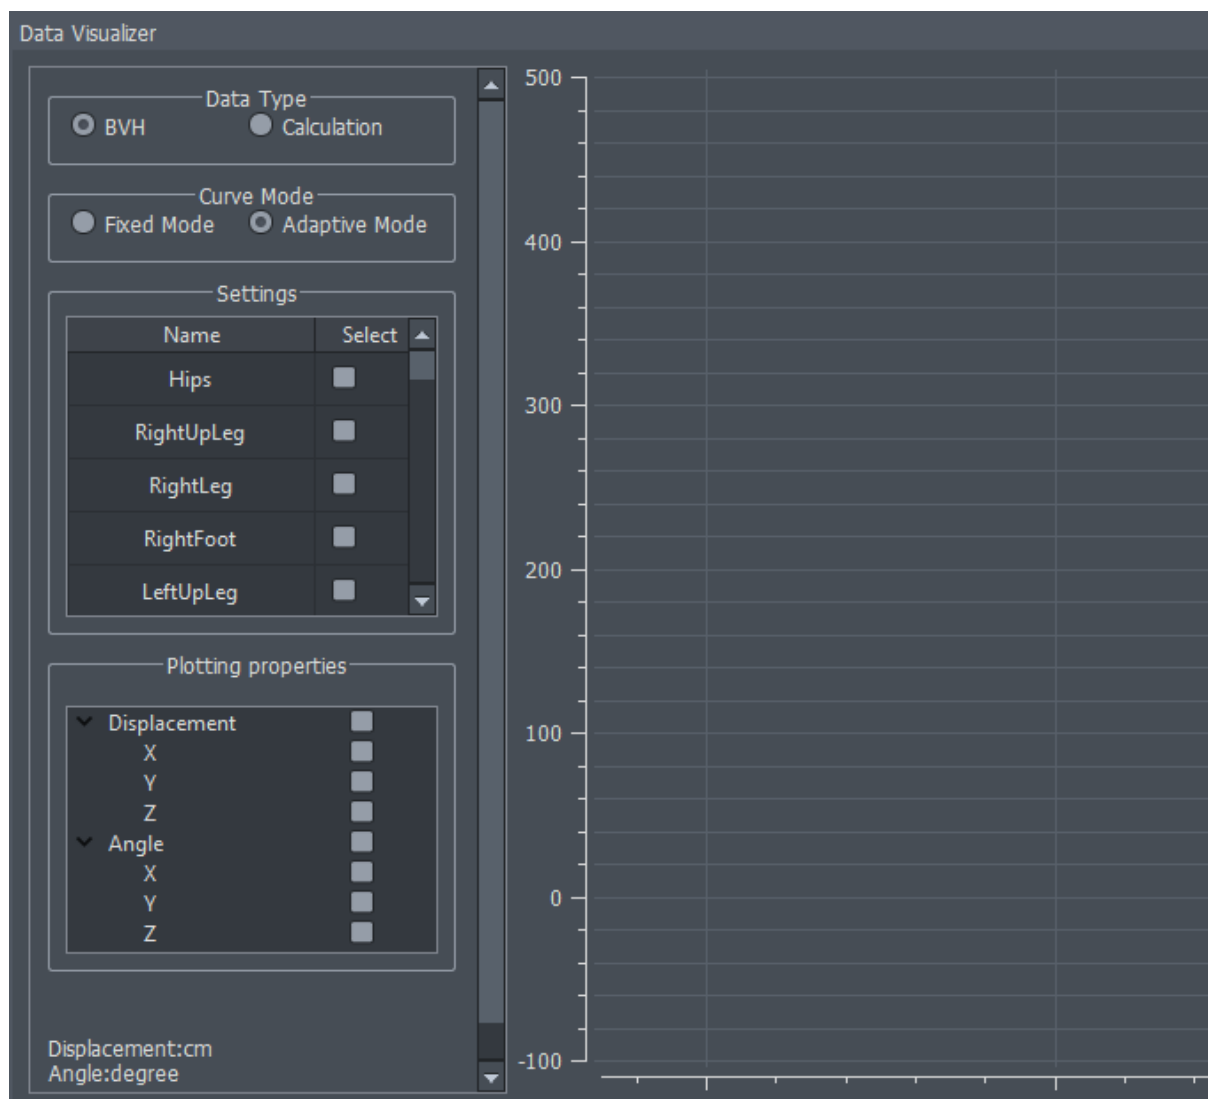 Data Visualizer
Data Type
BVH Calculation
Curve Mode
Fixed Mode Adaptive Mode
Settings
Name Select
Hips
RightUpLeg
RightLeg
RightFoot
LeftUpLeg
Plotting properties
Displacement
X
Y
Z
Angle
X
Y
Z
Displacement:cm
Angle:degree
500
400
300
200
100
0
-100